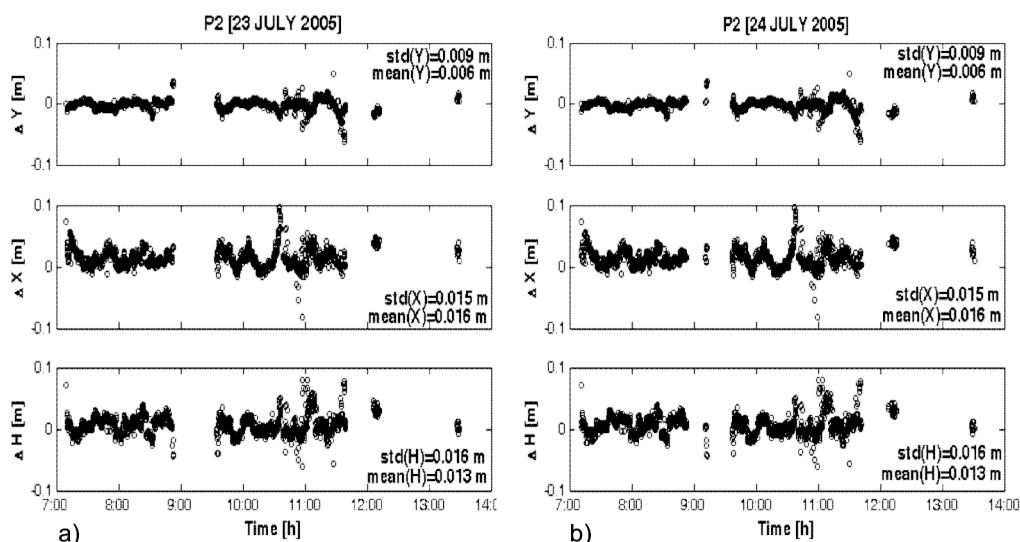 P2 [23 JULY 2005]
0.1
0
-0.1
Δ Y [m]
std(Y)=0.009 m
mean(Y)=0.006 m
0.1
0
-0.1
Δ X [m]
std(X)=0.015 m
mean(X)=0.016 m
0.1
0
-0.1
Δ H [m]
std(H)=0.016 m
mean(H)=0.013 m
7:00 8:00 9:00 10:00 11:00 12:00 13:00 14:0
Time [h]
a)
P2 [24 JULY 2005]
0.1
0
-0.1
Δ Y [m]
std(Y)=0.009 m
mean(Y)=0.006 m
0.1
0
-0.1
Δ X [m]
std(X)=0.015 m
mean(X)=0.016 m
0.1
0
-0.1
Δ H [m]
std(H)=0.016 m
mean(H)=0.013 m
7:00 8:00 9:00 10:00 11:00 12:00 13:00 14:00
Time [h]
b)